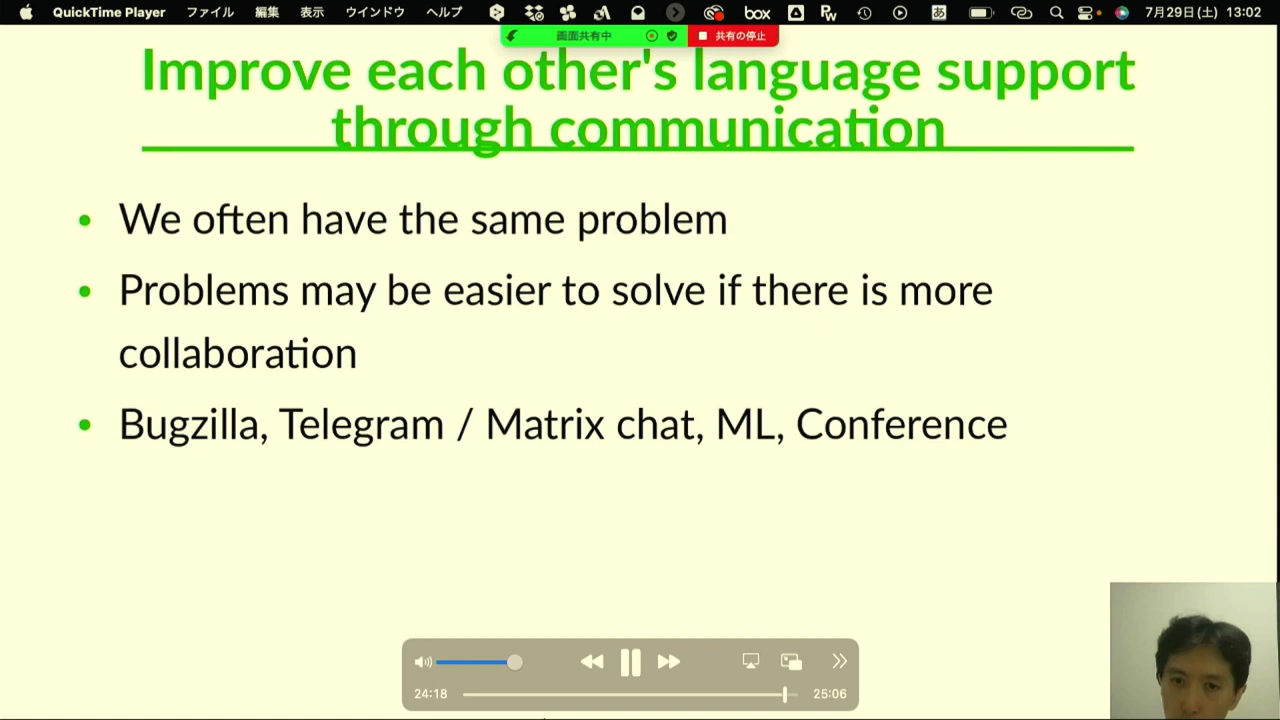 QuickTime Player ファイル 編集 表示 ウインドウ ヘルプ box あ 7月29日(土) 13:02
画面共有中 共有の停止
Improve each other's language support
through communication
• We often have the same problem
• Problems may be easier to solve if there is more
collaboration
• Bugzilla, Telegram / Matrix chat, ML, Conference
24:18 25:06